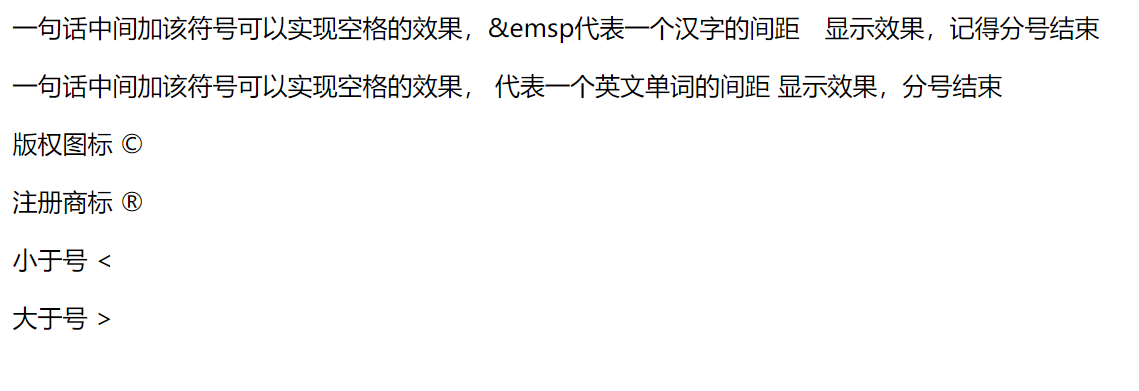 一句话中间加该符号可以实现空格的效果，&emsp代表一个汉字的间距　显示效果，记得分号结束
一句话中间加该符号可以实现空格的效果， 代表一个英文单词的间距 显示效果，分号结束
版权图标 ©
注册商标 ®
小于号 <
大于号 >